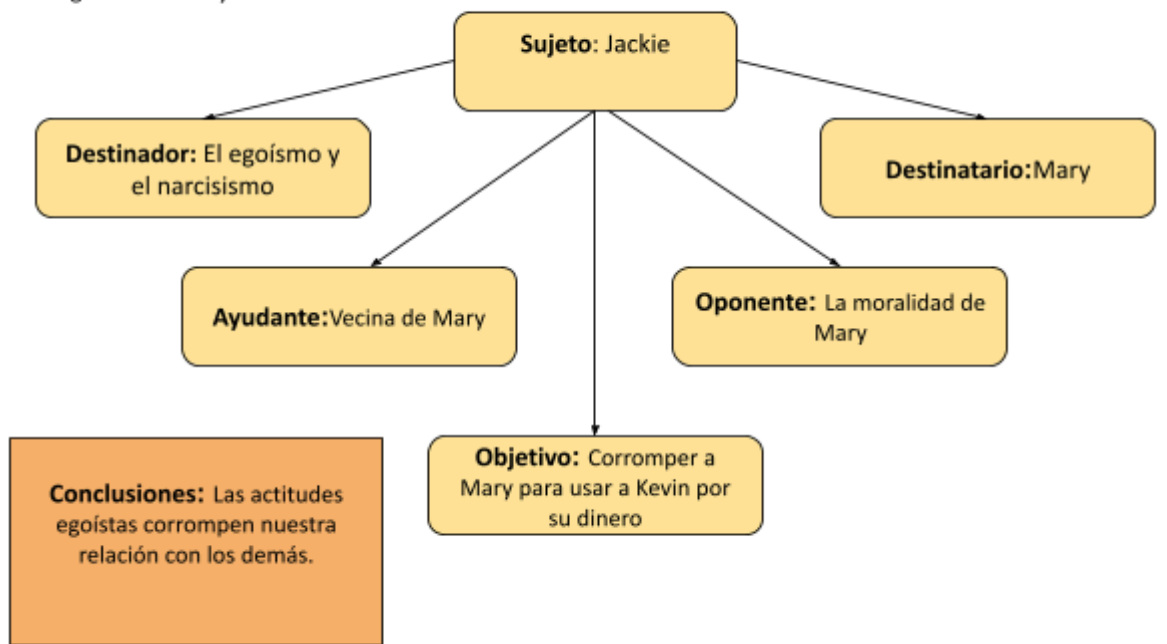 Sujeto: Jackie
Destinador: El egoísmo y
el narcisismo
Destinatario:Mary
Ayudante:Vecina de Mary
Oponente: La moralidad de
Mary
Objetivo: Corromper a
Mary para usar a Kevin por
su dinero
Conclusiones: Las actitudes
egoístas corrompen nuestra
relación con los demás.